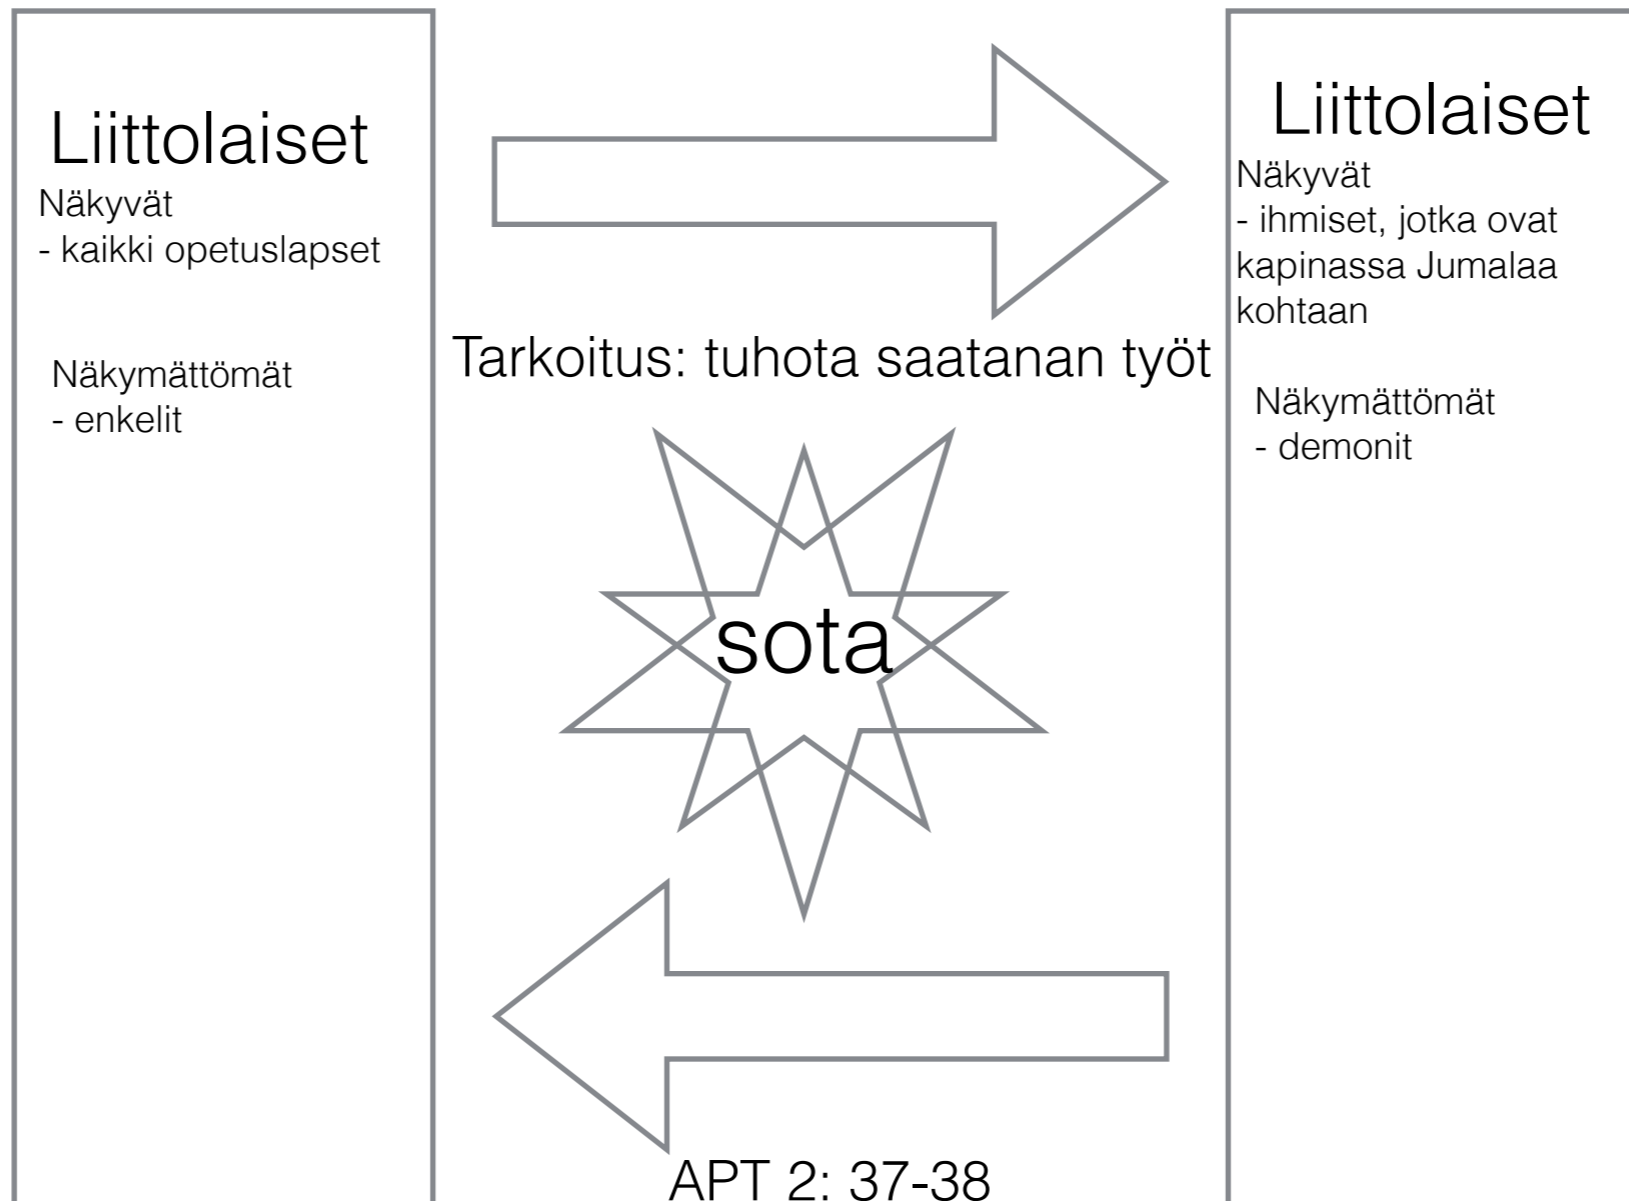 Liittolaiset
Näkyvät
- kaikki opetuslapset
Näkymättömät
- enkelit
Tarkoitus: tuhota saatanan työt
sota
APT 2: 37-38
Liittolaiset
Näkyvät
- ihmiset, jotka ovat
kapinassa Jumalaa
kohtaan
Näkymättömät
- demonit